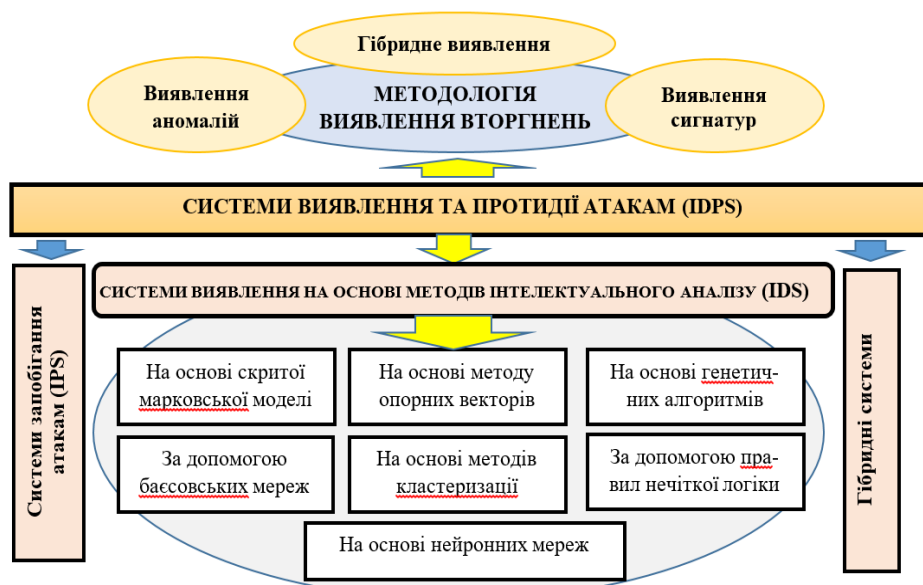 Гібридне виявлення
Виявлення
аномалій
МЕТОДОЛОГІЯ
ВИЯВЛЕННЯ ВТОРГНЕНЬ
Виявлення
сигнатур
СИСТЕМИ ВИЯВЛЕННЯ ТА ПРОТИДІЇ АТАКАМ (IDPS)
Системи запобігання
атакам (IPS)
СИСТЕМИ ВИЯВЛЕННЯ НА ОСНОВІ МЕТОДІВ ІНТЕЛЕКТУАЛЬНОГО АНАЛІЗУ (IDS)
На основі скритої
марковської моделі
На основі методу
опорних векторів
На основі генетич-
них алгоритмів
За допомогою
баєсовських мереж
На основі методів
кластеризації
За допомогою пра-
вил нечіткої логіки
На основі нейронних мереж
Гібридні системи